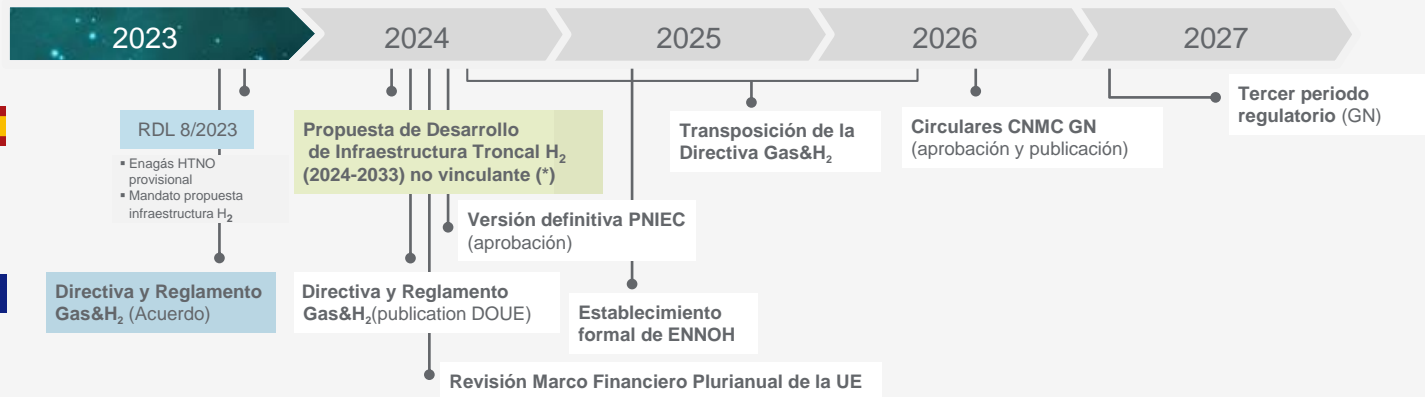 2023
2024
2025
2026
2027
RDL 8/2023
▪ Enagás HTNO
provisional
▪ Mandato propuesta
infraestructura H₂
Propuesta de Desarrollo
de Infraestructura Troncal H₂
(2024-2033) no vinculante (*)
Transposición de la
Directiva Gas&H₂
Circulares CNMC GN
(aprobación y publicación)
Tercer periodo
regulatorio (GN)
Versión definitiva PNIEC
(aprobación)
Directiva y Reglamento
Gas&H₂ (Acuerdo)
Directiva y Reglamento
Gas&H₂(publication DOUE)
Establecimiento
formal de ENNOH
Revisión Marco Financiero Plurianual de la UE